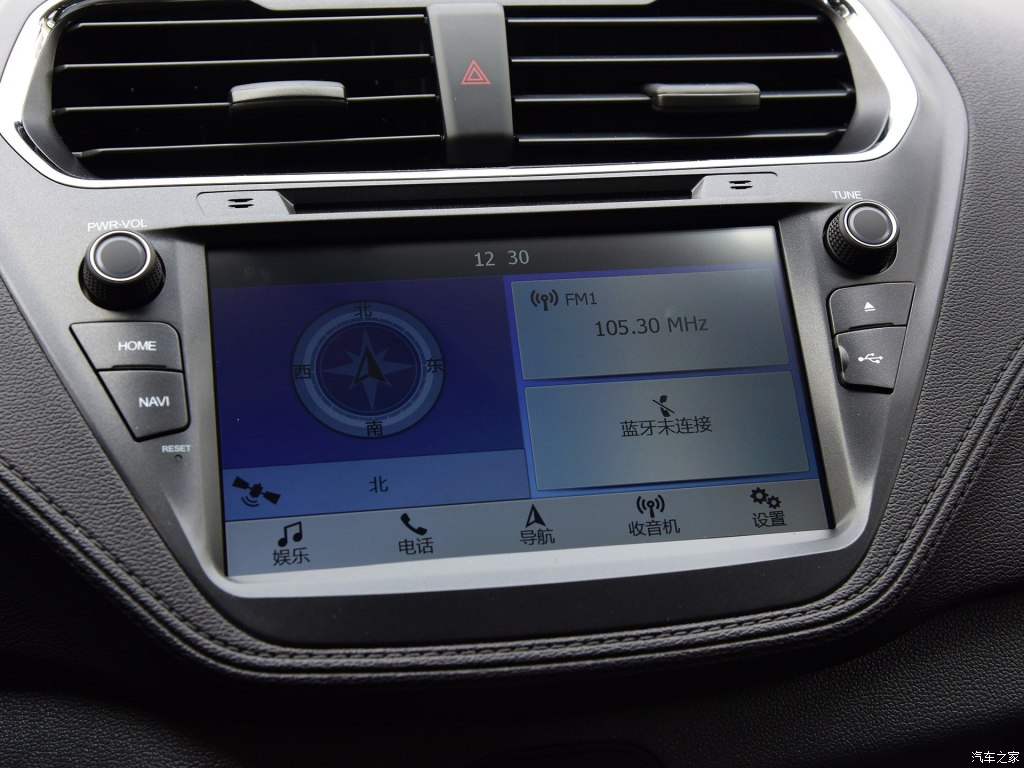 PWR·VOL
TUNE
12 30
HOME
NAVI
RESET
北
西
东
南
北
FM1
105.30 MHz
蓝牙未连接
娱乐
电话
导航
收音机
设置
汽车之家